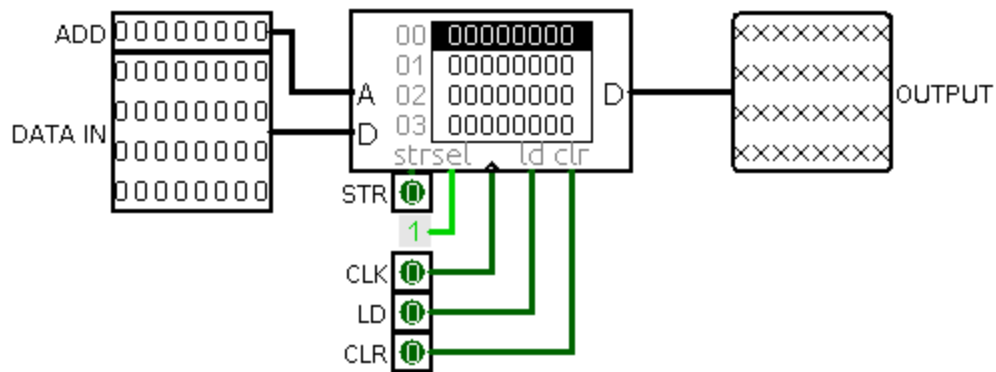 ADD 00000000
DATA IN 00000000
00000000
00000000
00000000
00 00000000
01 00000000
02 00000000
03 00000000
A
D
D
str sel ld clr
xxxxxxxx
xxxxxxxx
xxxxxxxx
xxxxxxxx
OUTPUT
STR 0
1
CLK 0
LD 0
CLR 0